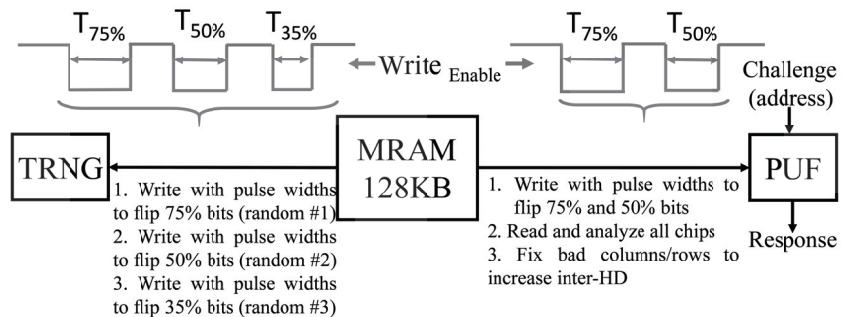 T75% T50% T35%
T75% T50%
Write Enable
Challenge
(address)
TRNG
MRAM
128KB
PUF
1. Write with pulse widths
to flip 75% bits (random #1)
2. Write with pulse widths
to flip 50% bits (random #2)
3. Write with pulse widths
to flip 35% bits (random #3)
1. Write with pulse widths to
flip 75% and 50% bits
2. Read and analyze all chips
3. Fix bad columns/rows to
increase inter-HD
Response